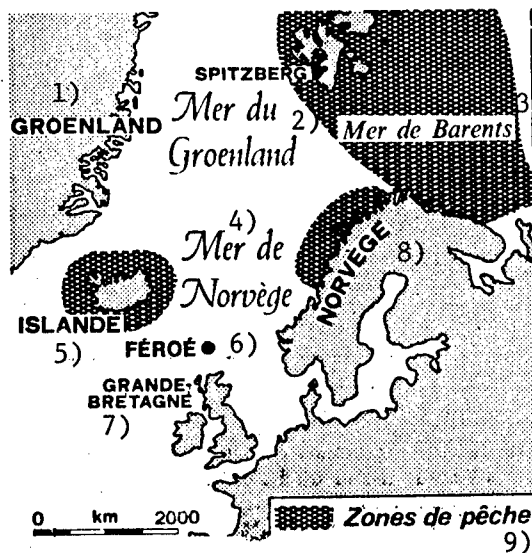 1)
GROENLAND
SPITZBERG
Mer du
Groenland
2)
Mer de Barents
3
4)
Mer de
Norvège
NORVÈGE
8)
ISLANDE
5)
FÉROÉ
6)
GRANDE-
BRETAGNE
7)
0 km 2000
Zones de pêche
9)